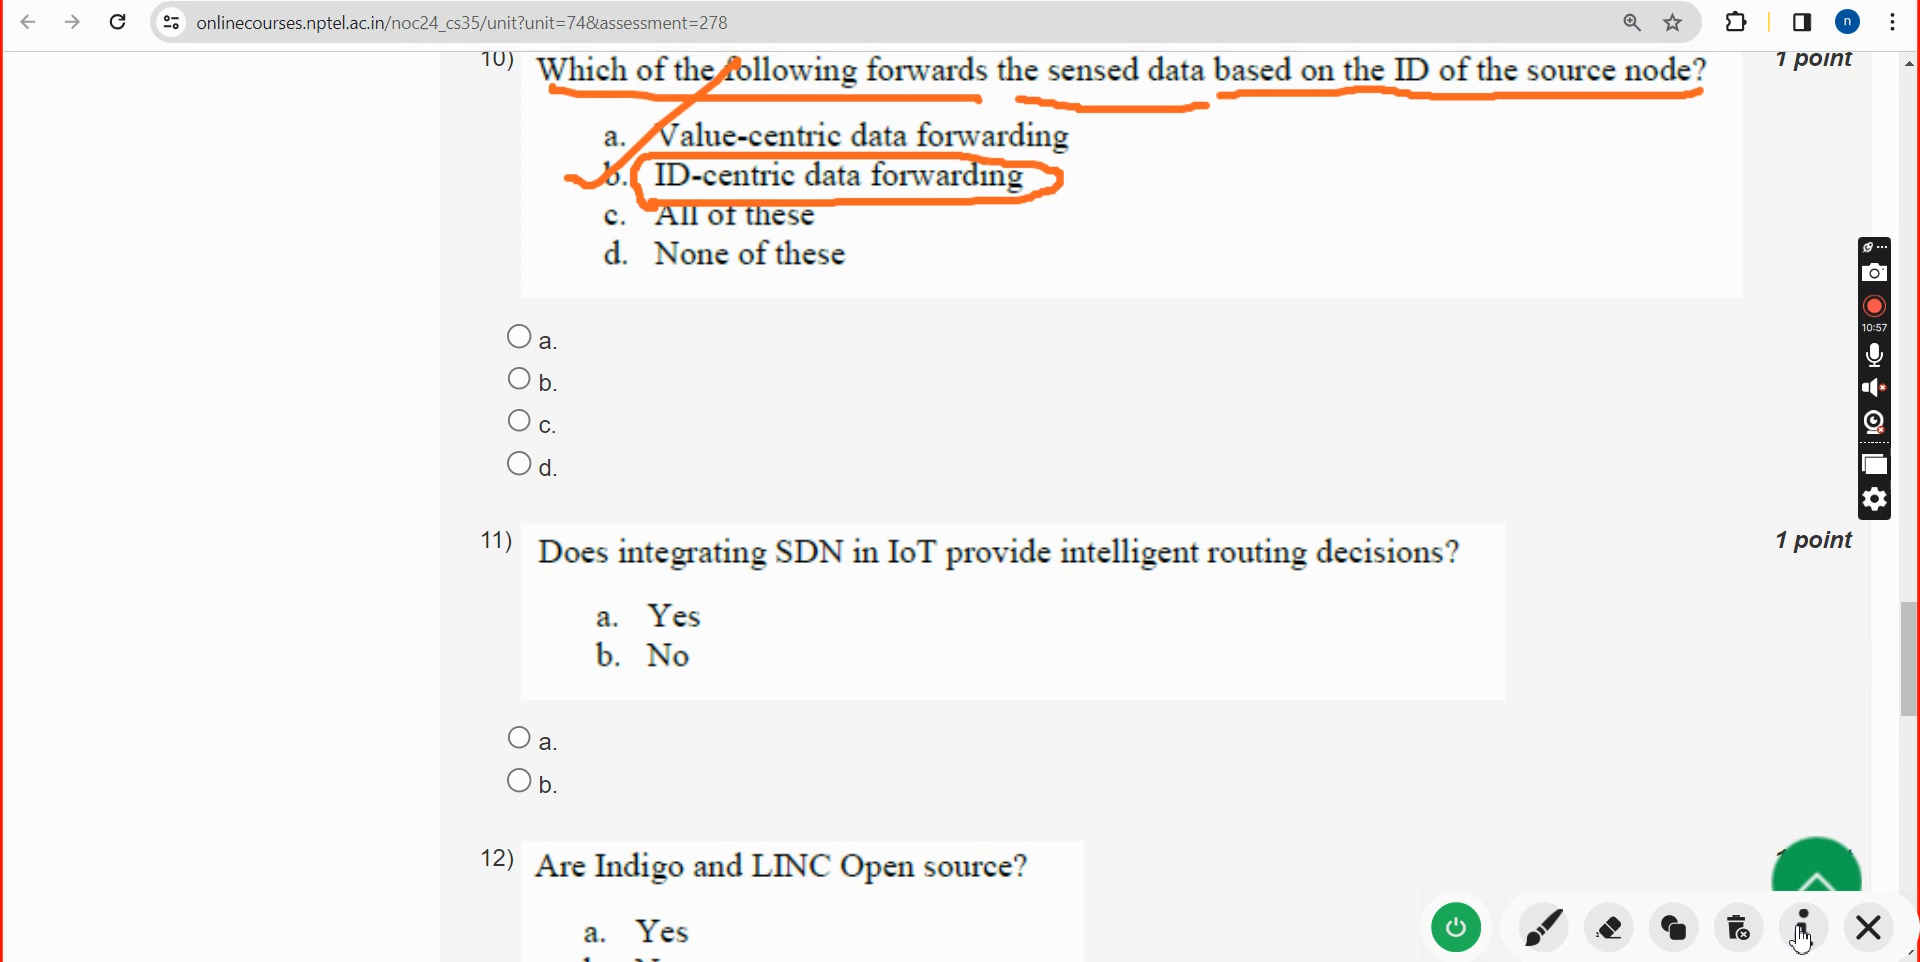 onlinecourses.nptel.ac.in/noc24_cs35/unit?unit=74&assessment=278
n
10) Which of the following forwards the sensed data based on the ID of the source node? 1 point
a. Value-centric data forwarding
b. ID-centric data forwarding
c. All of these
d. None of these
a.
b.
c.
d.
10:57
11) Does integrating SDN in IoT provide intelligent routing decisions? 1 point
a. Yes
b. No
a.
b.
12) Are Indigo and LINC Open source?
a. Yes